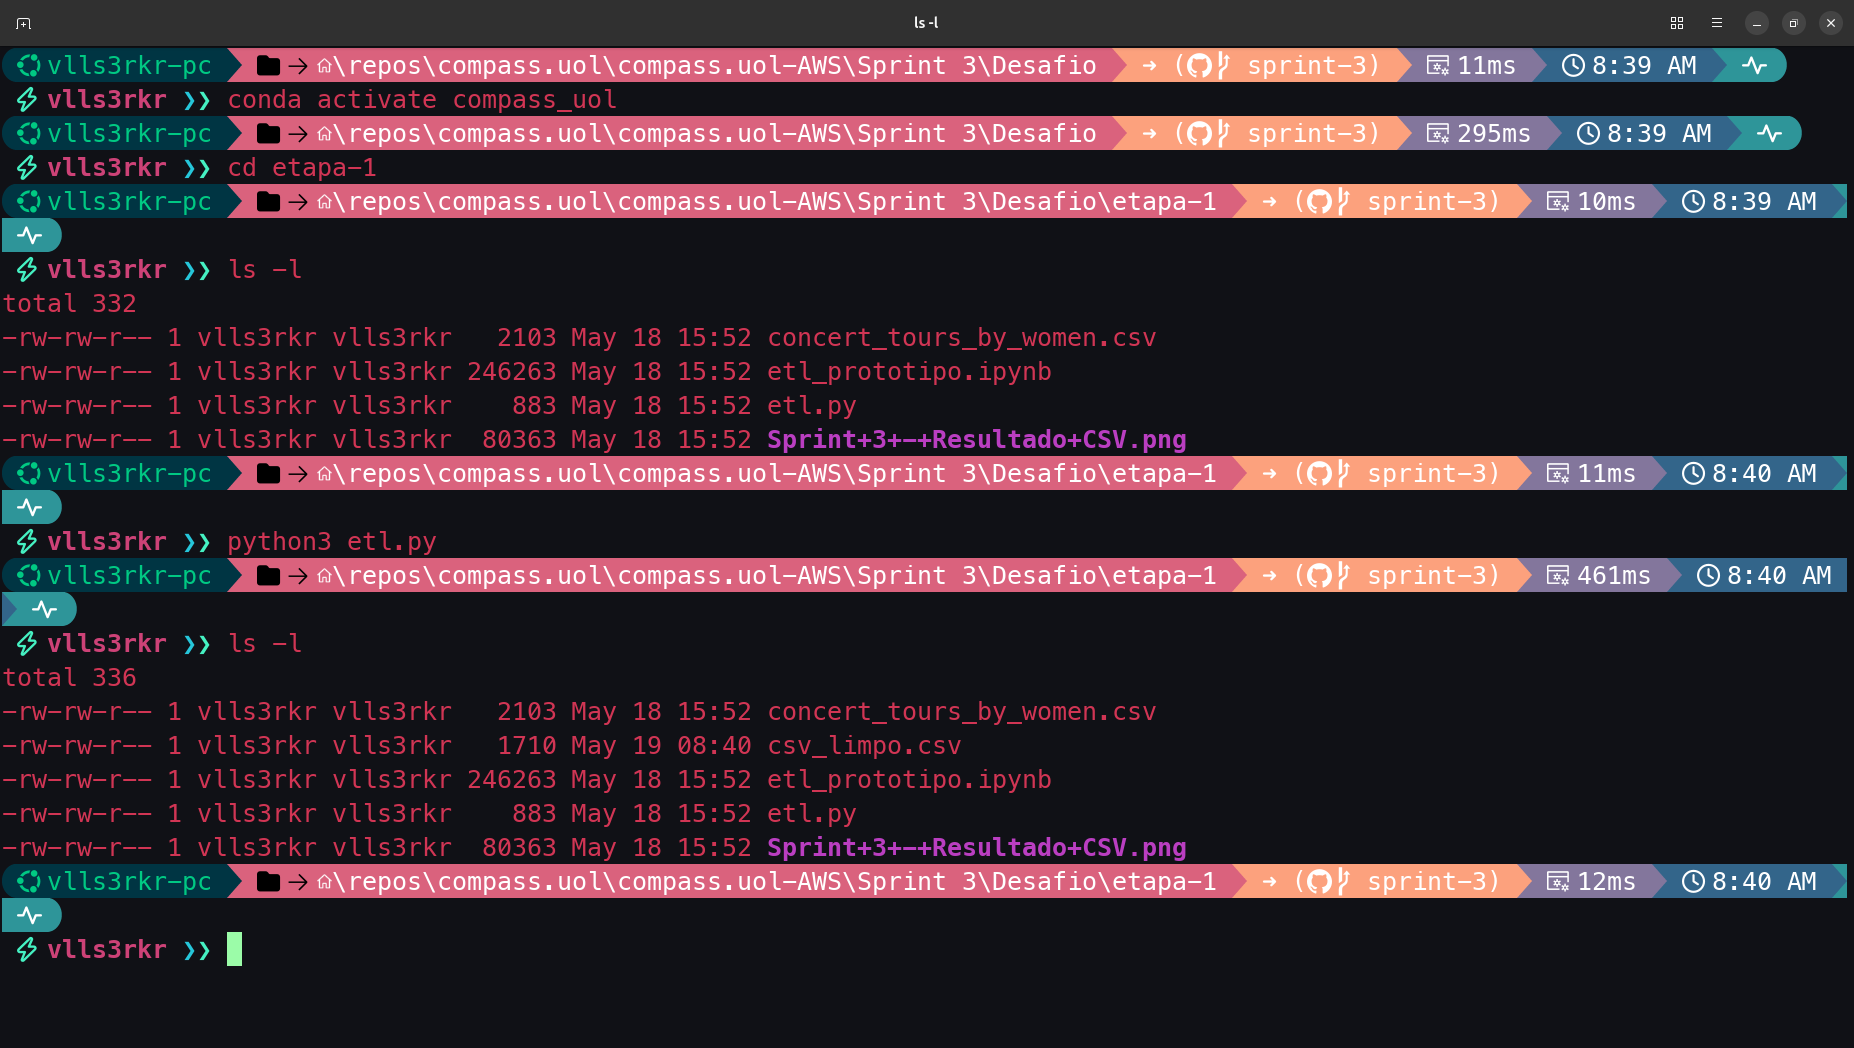 ls -l
vlls3rkr-pc → \repos\compass.uol\compass.uol-AWS\Sprint 3\Desafio → ( sprint-3) 11ms 8:39 AM
vlls3rkr ❯❯ conda activate compass_uol
vlls3rkr-pc → \repos\compass.uol\compass.uol-AWS\Sprint 3\Desafio → ( sprint-3) 295ms 8:39 AM
vlls3rkr ❯❯ cd etapa-1
vlls3rkr-pc → \repos\compass.uol\compass.uol-AWS\Sprint 3\Desafio\etapa-1 → ( sprint-3) 10ms 8:39 AM
vlls3rkr ❯❯ ls -l
total 332
-rw-rw-r-- 1 vlls3rkr vlls3rkr   2103 May 18 15:52 concert_tours_by_women.csv
-rw-rw-r-- 1 vlls3rkr vlls3rkr 246263 May 18 15:52 etl_prototipo.ipynb
-rw-rw-r-- 1 vlls3rkr vlls3rkr    883 May 18 15:52 etl.py
-rw-rw-r-- 1 vlls3rkr vlls3rkr  80363 May 18 15:52 Sprint+3+-+Resultado+CSV.png
vlls3rkr-pc → \repos\compass.uol\compass.uol-AWS\Sprint 3\Desafio\etapa-1 → ( sprint-3) 11ms 8:40 AM
vlls3rkr ❯❯ python3 etl.py
vlls3rkr-pc → \repos\compass.uol\compass.uol-AWS\Sprint 3\Desafio\etapa-1 → ( sprint-3) 461ms 8:40 AM
vlls3rkr ❯❯ ls -l
total 336
-rw-rw-r-- 1 vlls3rkr vlls3rkr   2103 May 18 15:52 concert_tours_by_women.csv
-rw-rw-r-- 1 vlls3rkr vlls3rkr   1710 May 19 08:40 csv_limpo.csv
-rw-rw-r-- 1 vlls3rkr vlls3rkr 246263 May 18 15:52 etl_prototipo.ipynb
-rw-rw-r-- 1 vlls3rkr vlls3rkr    883 May 18 15:52 etl.py
-rw-rw-r-- 1 vlls3rkr vlls3rkr  80363 May 18 15:52 Sprint+3+-+Resultado+CSV.png
vlls3rkr-pc → \repos\compass.uol\compass.uol-AWS\Sprint 3\Desafio\etapa-1 → ( sprint-3) 12ms 8:40 AM
vlls3rkr ❯❯